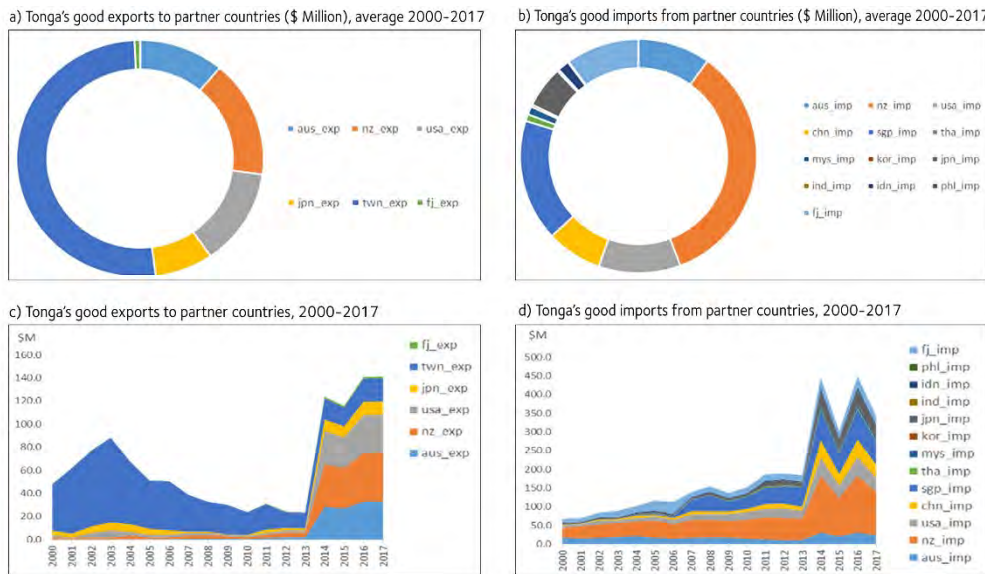 a) Tonga's good exports to partner countries ($ Million), average 2000-2017
aus_exp nz_exp usa_exp
jpn_exp twn_exp fj_exp
b) Tonga's good imports from partner countries ($ Million), average 2000-2017
aus_imp nz_imp usa_imp
chn_imp sgp_imp tha_imp
mys_imp kor_imp jpn_imp
ind_imp idn_imp phl_imp
fj_imp
c) Tonga's good exports to partner countries, 2000-2017
$M
160.0
140.0
120.0
100.0
80.0
60.0
40.0
20.0
0.0
2000 2001 2002 2003 2004 2005 2006 2007 2008 2009 2010 2011 2012 2013 2014 2015 2016 2017
fj_exp
twn_exp
jpn_exp
usa_exp
nz_exp
aus_exp
d) Tonga's good imports from partner countries, 2000-2017
$M
500.0
450.0
400.0
350.0
300.0
250.0
200.0
150.0
100.0
50.0
0.0
2000 2001 2002 2003 2004 2005 2006 2007 2008 2009 2010 2011 2012 2013 2014 2015 2016 2017
fj_imp
phl_imp
idn_imp
ind_imp
jpn_imp
kor_imp
mys_imp
tha_imp
sgp_imp
chn_imp
usa_imp
nz_imp
aus_imp